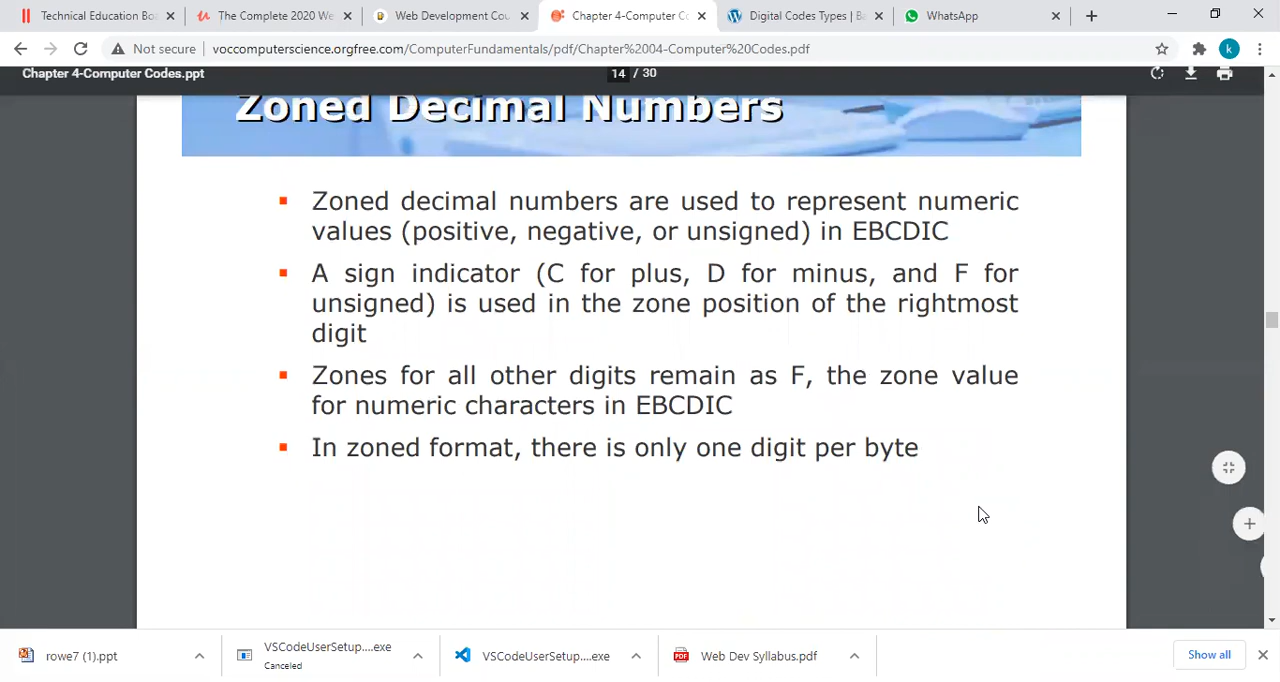 Technical Education Boa
The Complete 2020 We
Web Development Cou
Chapter 4-Computer Co
Digital Codes Types | Ba
WhatsApp
Not secure
voccomputerscience.orgfree.com/ComputerFundamentals/pdf/Chapter%2004-Computer%20Codes.pdf
k
Chapter 4-Computer Codes.ppt
14 / 30
Zoned Decimal Numbers
Zoned decimal numbers are used to represent numeric
values (positive, negative, or unsigned) in EBCDIC
A sign indicator (C for plus, D for minus, and F for
unsigned) is used in the zone position of the rightmost
digit
Zones for all other digits remain as F, the zone value
for numeric characters in EBCDIC
In zoned format, there is only one digit per byte
rowe7 (1).ppt
VSCodeUserSetup....exe
Canceled
VSCodeUserSetup....exe
PDF
Web Dev Syllabus.pdf
Show all